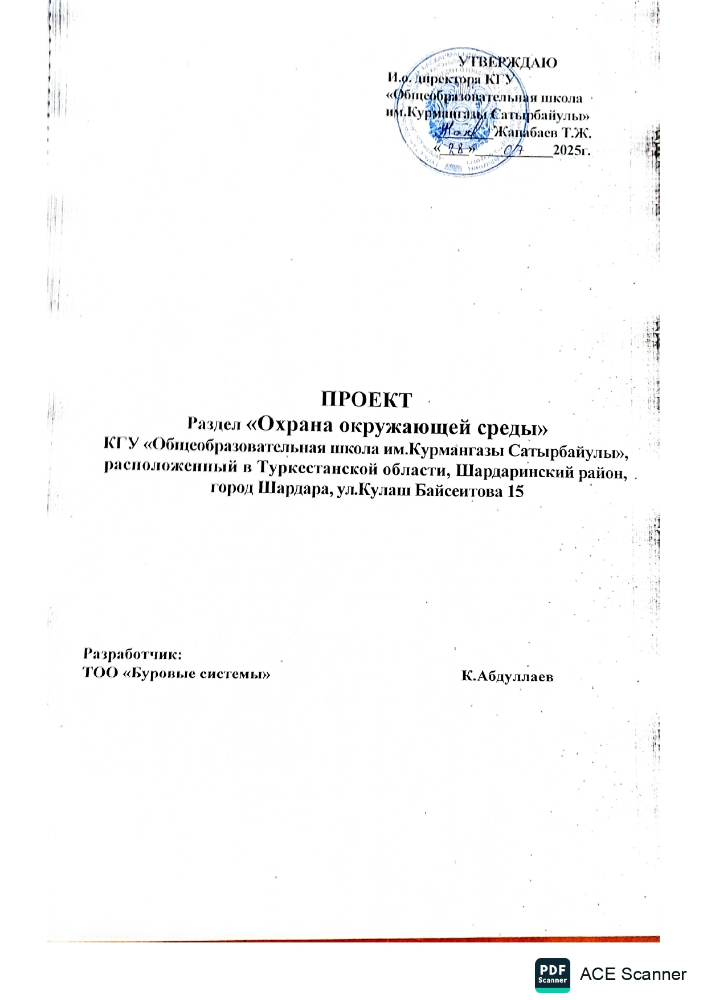 УТВЕРЖДАЮ
И.о. директора КГУ
«Общеобразовательная школа
им.Курмангазы Сатырбайулы»
Жапабаев Т.Ж.
«28» 07 2025г.
ПРОЕКТ
Раздел «Охрана окружающей среды»
КГУ «Общеобразовательная школа им.Курмангазы Сатырбайулы»,
расположенный в Туркестанской области, Шардаринский район,
город Шардара, ул.Кулаш Байсеитова 15
Разработчик:
ТОО «Буровые системы» К.Абдуллаев
PDF
Scanner
ACE Scanner